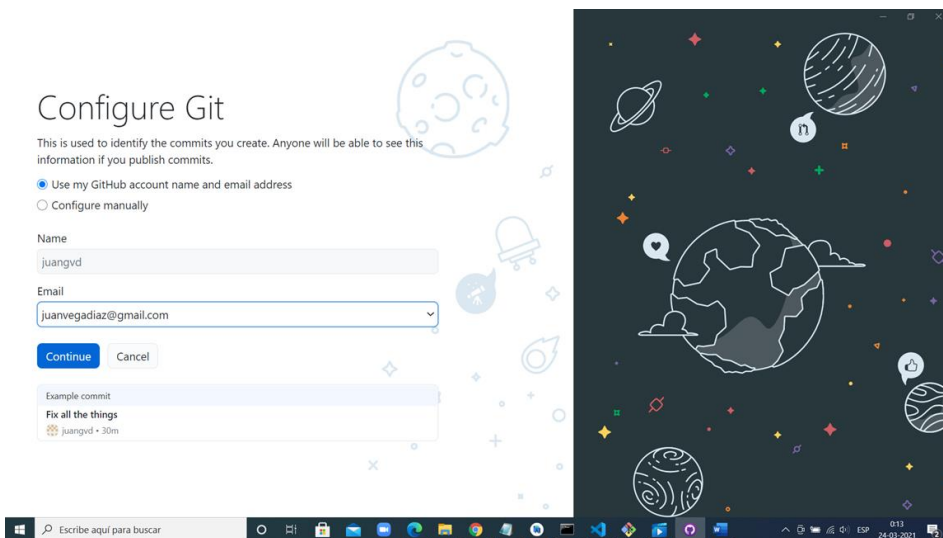 Configure Git
This is used to identify the commits you create. Anyone will be able to see this
information if you publish commits.
Use my GitHub account name and email address
Configure manually
Name
juangvd
Email
juanvegadiaz@gmail.com
Continue
Cancel
Example commit
Fix all the things
juangvd • 30m
Escribe aquí para buscar
ESP
0:13
24-03-2021
2